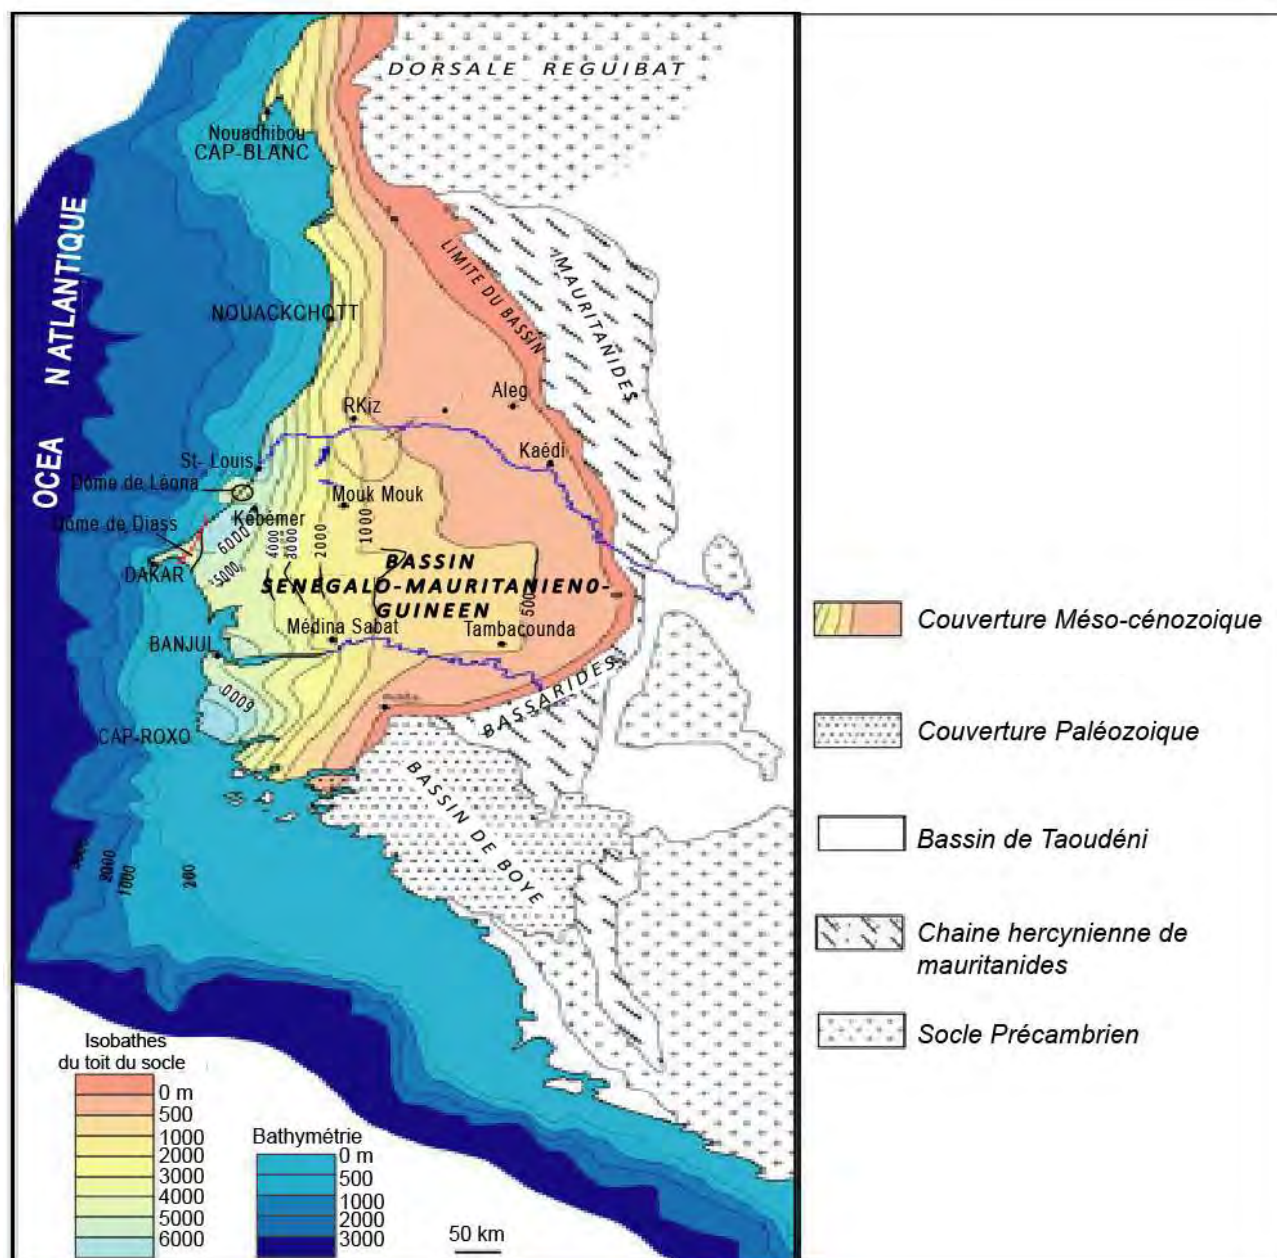 DORSALE REGUIBAT
Nouadhibou
CAP-BLANC
OCEA N ATLANTIQUE
LIMITE DU BASSIN
MAURITANIDES
NOUACKCHOTT
RKiz
Aleg
Kaédi
St- Louis
Dôme de Léona
Mouk Mouk
Kébémer
Dôme de Diass
DAKAR
6000
5000
4000
3000
2000
1000
500
BASSIN
SENEGALO-MAURITANIENO-
GUINEEN
Médina Sabat
Tambacounda
BANJUL
6000
CAP-ROXO
BASSARIDES
BASSIN DE BOYE
2000
1000
200
Isobathes
du toit du socle
0 m
500
1000
2000
3000
4000
5000
6000
Bathymétrie
0 m
500
1000
2000
3000
50 km
Couverture Méso-cénozoique
Couverture Paléozoique
Bassin de Taoudéni
Chaine hercynienne de
mauritanides
Socle Précambrien